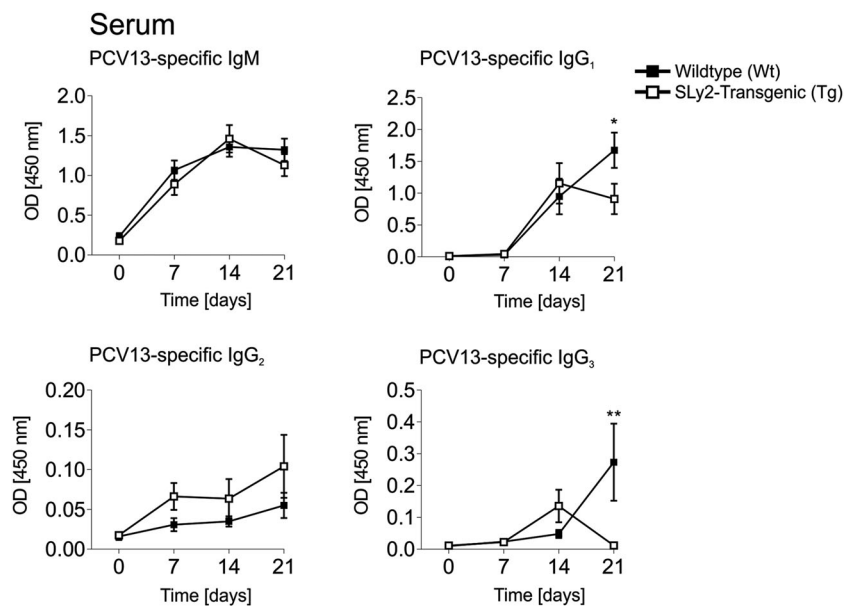 Serum
PCV13-specific IgM
2.0
1.5
1.0
0.5
0.0
OD [450 nm]
0 7 14 21
Time [days]
PCV13-specific IgG₁
2.5
2.0
1.5
1.0
0.5
0.0
OD [450 nm]
*
0 7 14 21
Time [days]
Wildtype (Wt)
SLy2-Transgenic (Tg)
PCV13-specific IgG₂
0.20
0.15
0.10
0.05
0.00
OD [450 nm]
0 7 14 21
Time [days]
PCV13-specific IgG₃
0.5
0.4
0.3
0.2
0.1
0.0
OD [450 nm]
**
0 7 14 21
Time [days]